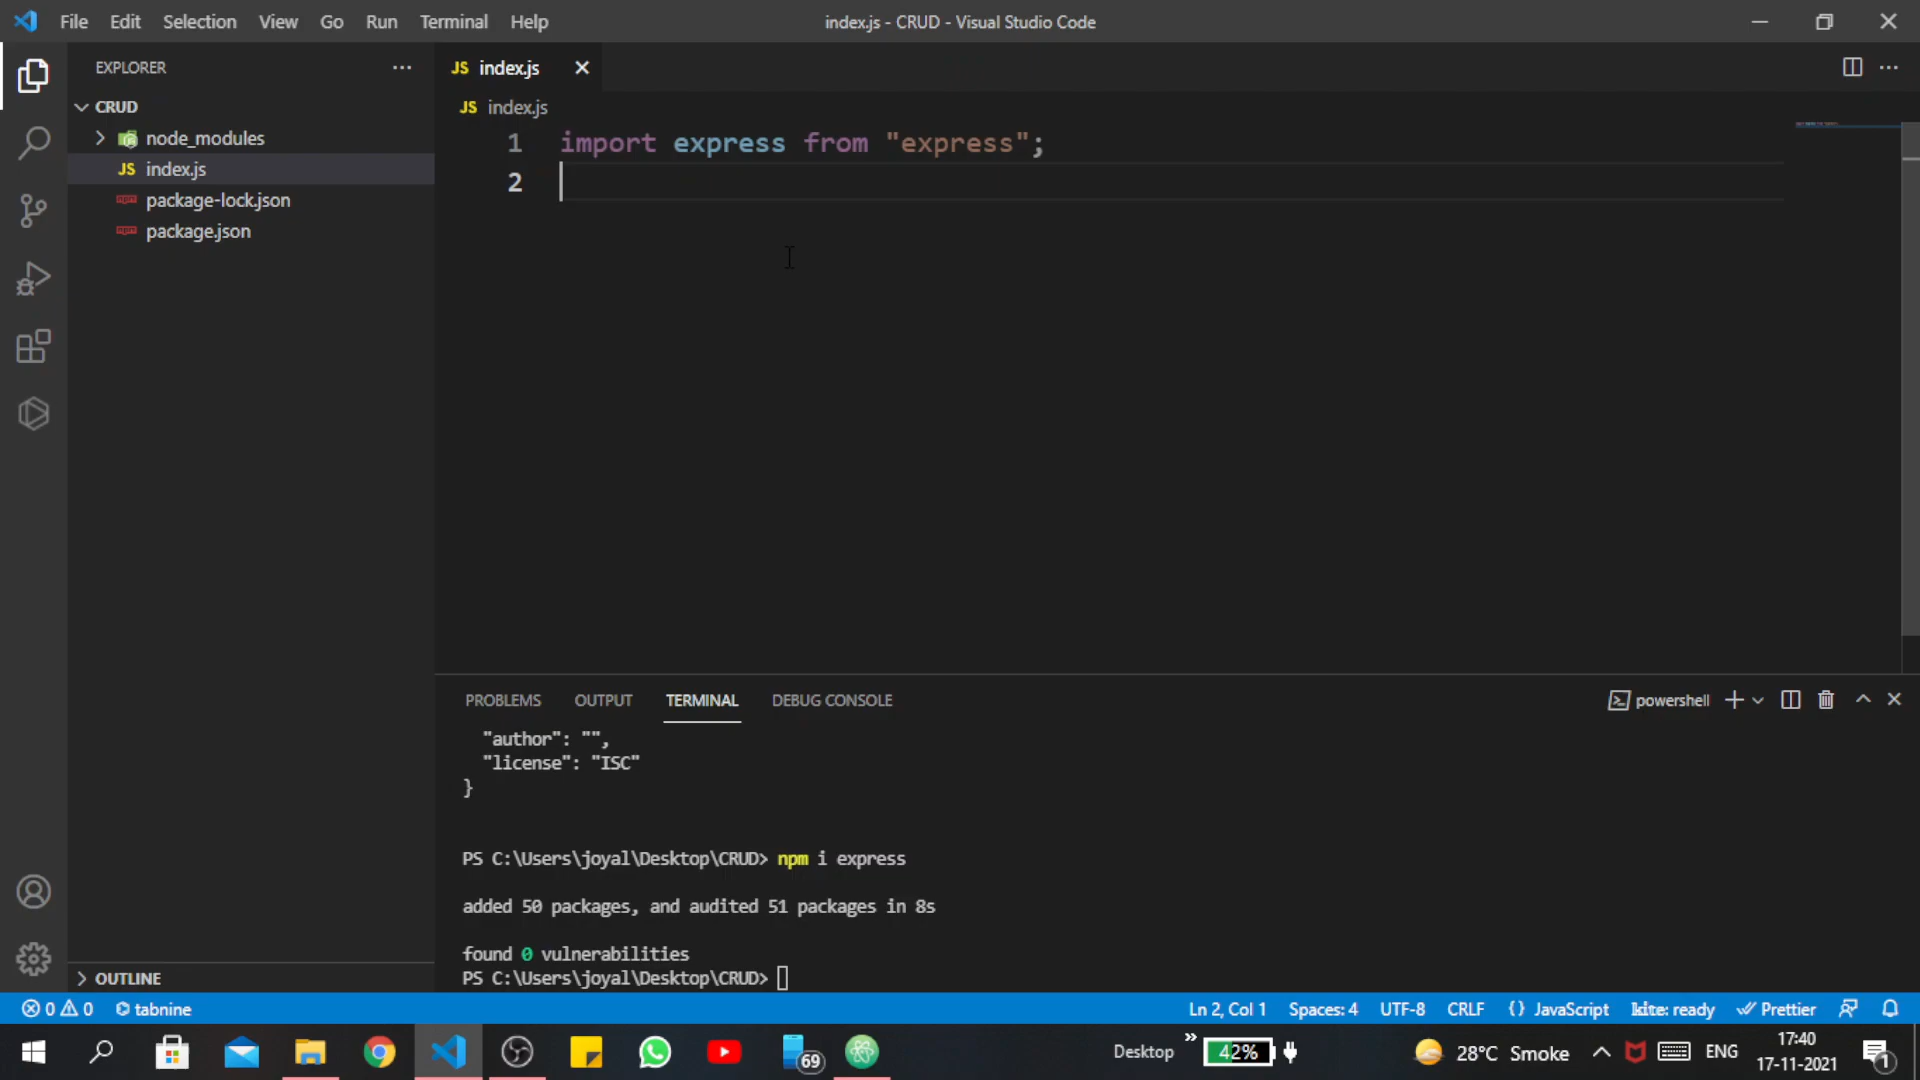 File Edit Selection View Go Run Terminal Help
index.js - CRUD - Visual Studio Code
EXPLORER
CRUD
node_modules
JS index.js
package-lock.json
package.json
OUTLINE
JS index.js
JS index.js
1 import express from "express";
2
PROBLEMS OUTPUT TERMINAL DEBUG CONSOLE
powershell
"author": "",
"license": "ISC"
}
PS C:\Users\joyal\Desktop\CRUD> npm i express
added 50 packages, and audited 51 packages in 8s
found 0 vulnerabilities
PS C:\Users\joyal\Desktop\CRUD>
0 0 tabnine
Ln 2, Col 1 Spaces: 4 UTF-8 CRLF {} JavaScript kite: ready Prettier
69
Desktop » 42% 28°C Smoke ENG
17:40
17-11-2021
1